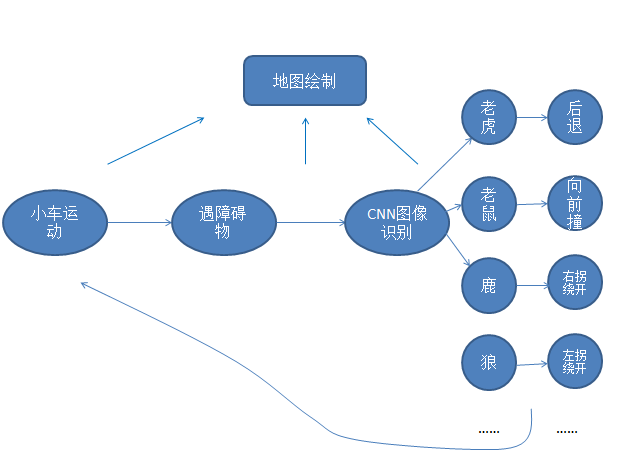 地图绘制
小车运
动
遇障碍
物
CNN图像
识别
老
虎
后
退
老
鼠
向
前
撞
鹿
右拐
绕开
狼
左拐
绕开
......
......